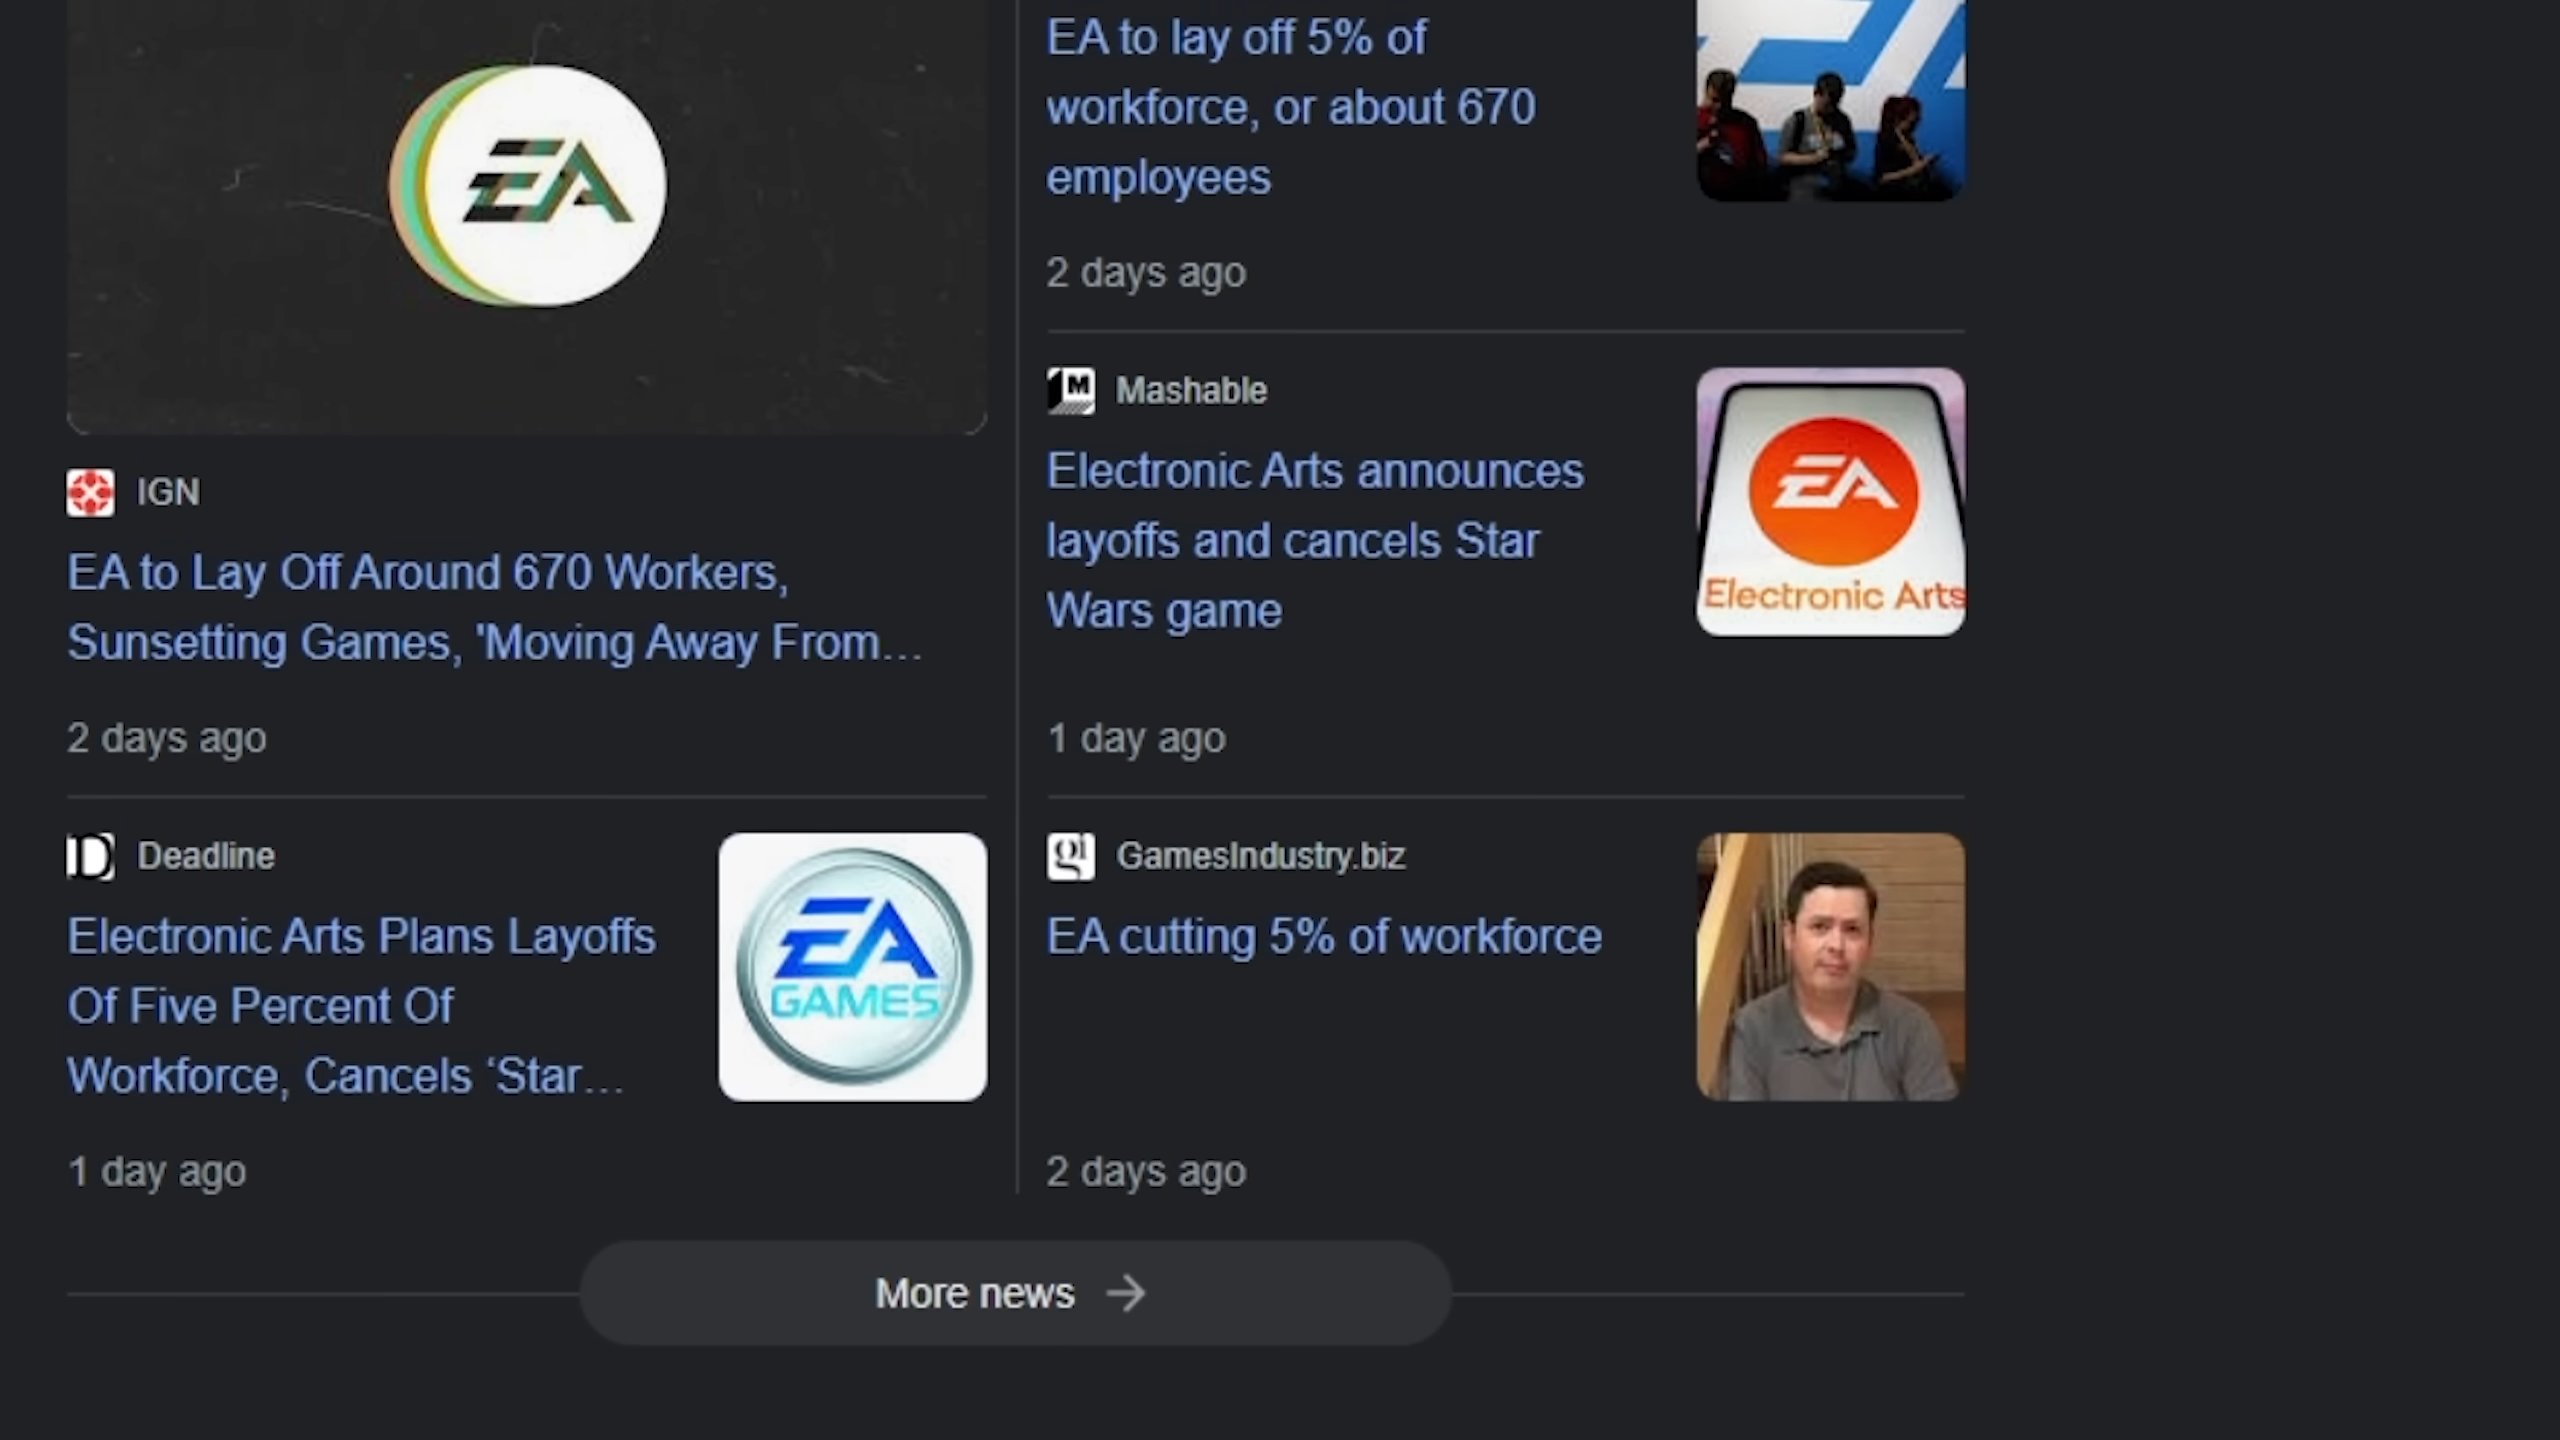 EA
IGN
EA to Lay Off Around 670 Workers,
Sunsetting Games, 'Moving Away From...
2 days ago
Deadline
Electronic Arts Plans Layoffs
Of Five Percent Of
Workforce, Cancels ‘Star...
1 day ago
EA
GAMES
EA to lay off 5% of
workforce, or about 670
employees
2 days ago
M
Mashable
Electronic Arts announces
layoffs and cancels Star
Wars game
1 day ago
EA
Electronic Arts
gi
GamesIndustry.biz
EA cutting 5% of workforce
2 days ago
More news →